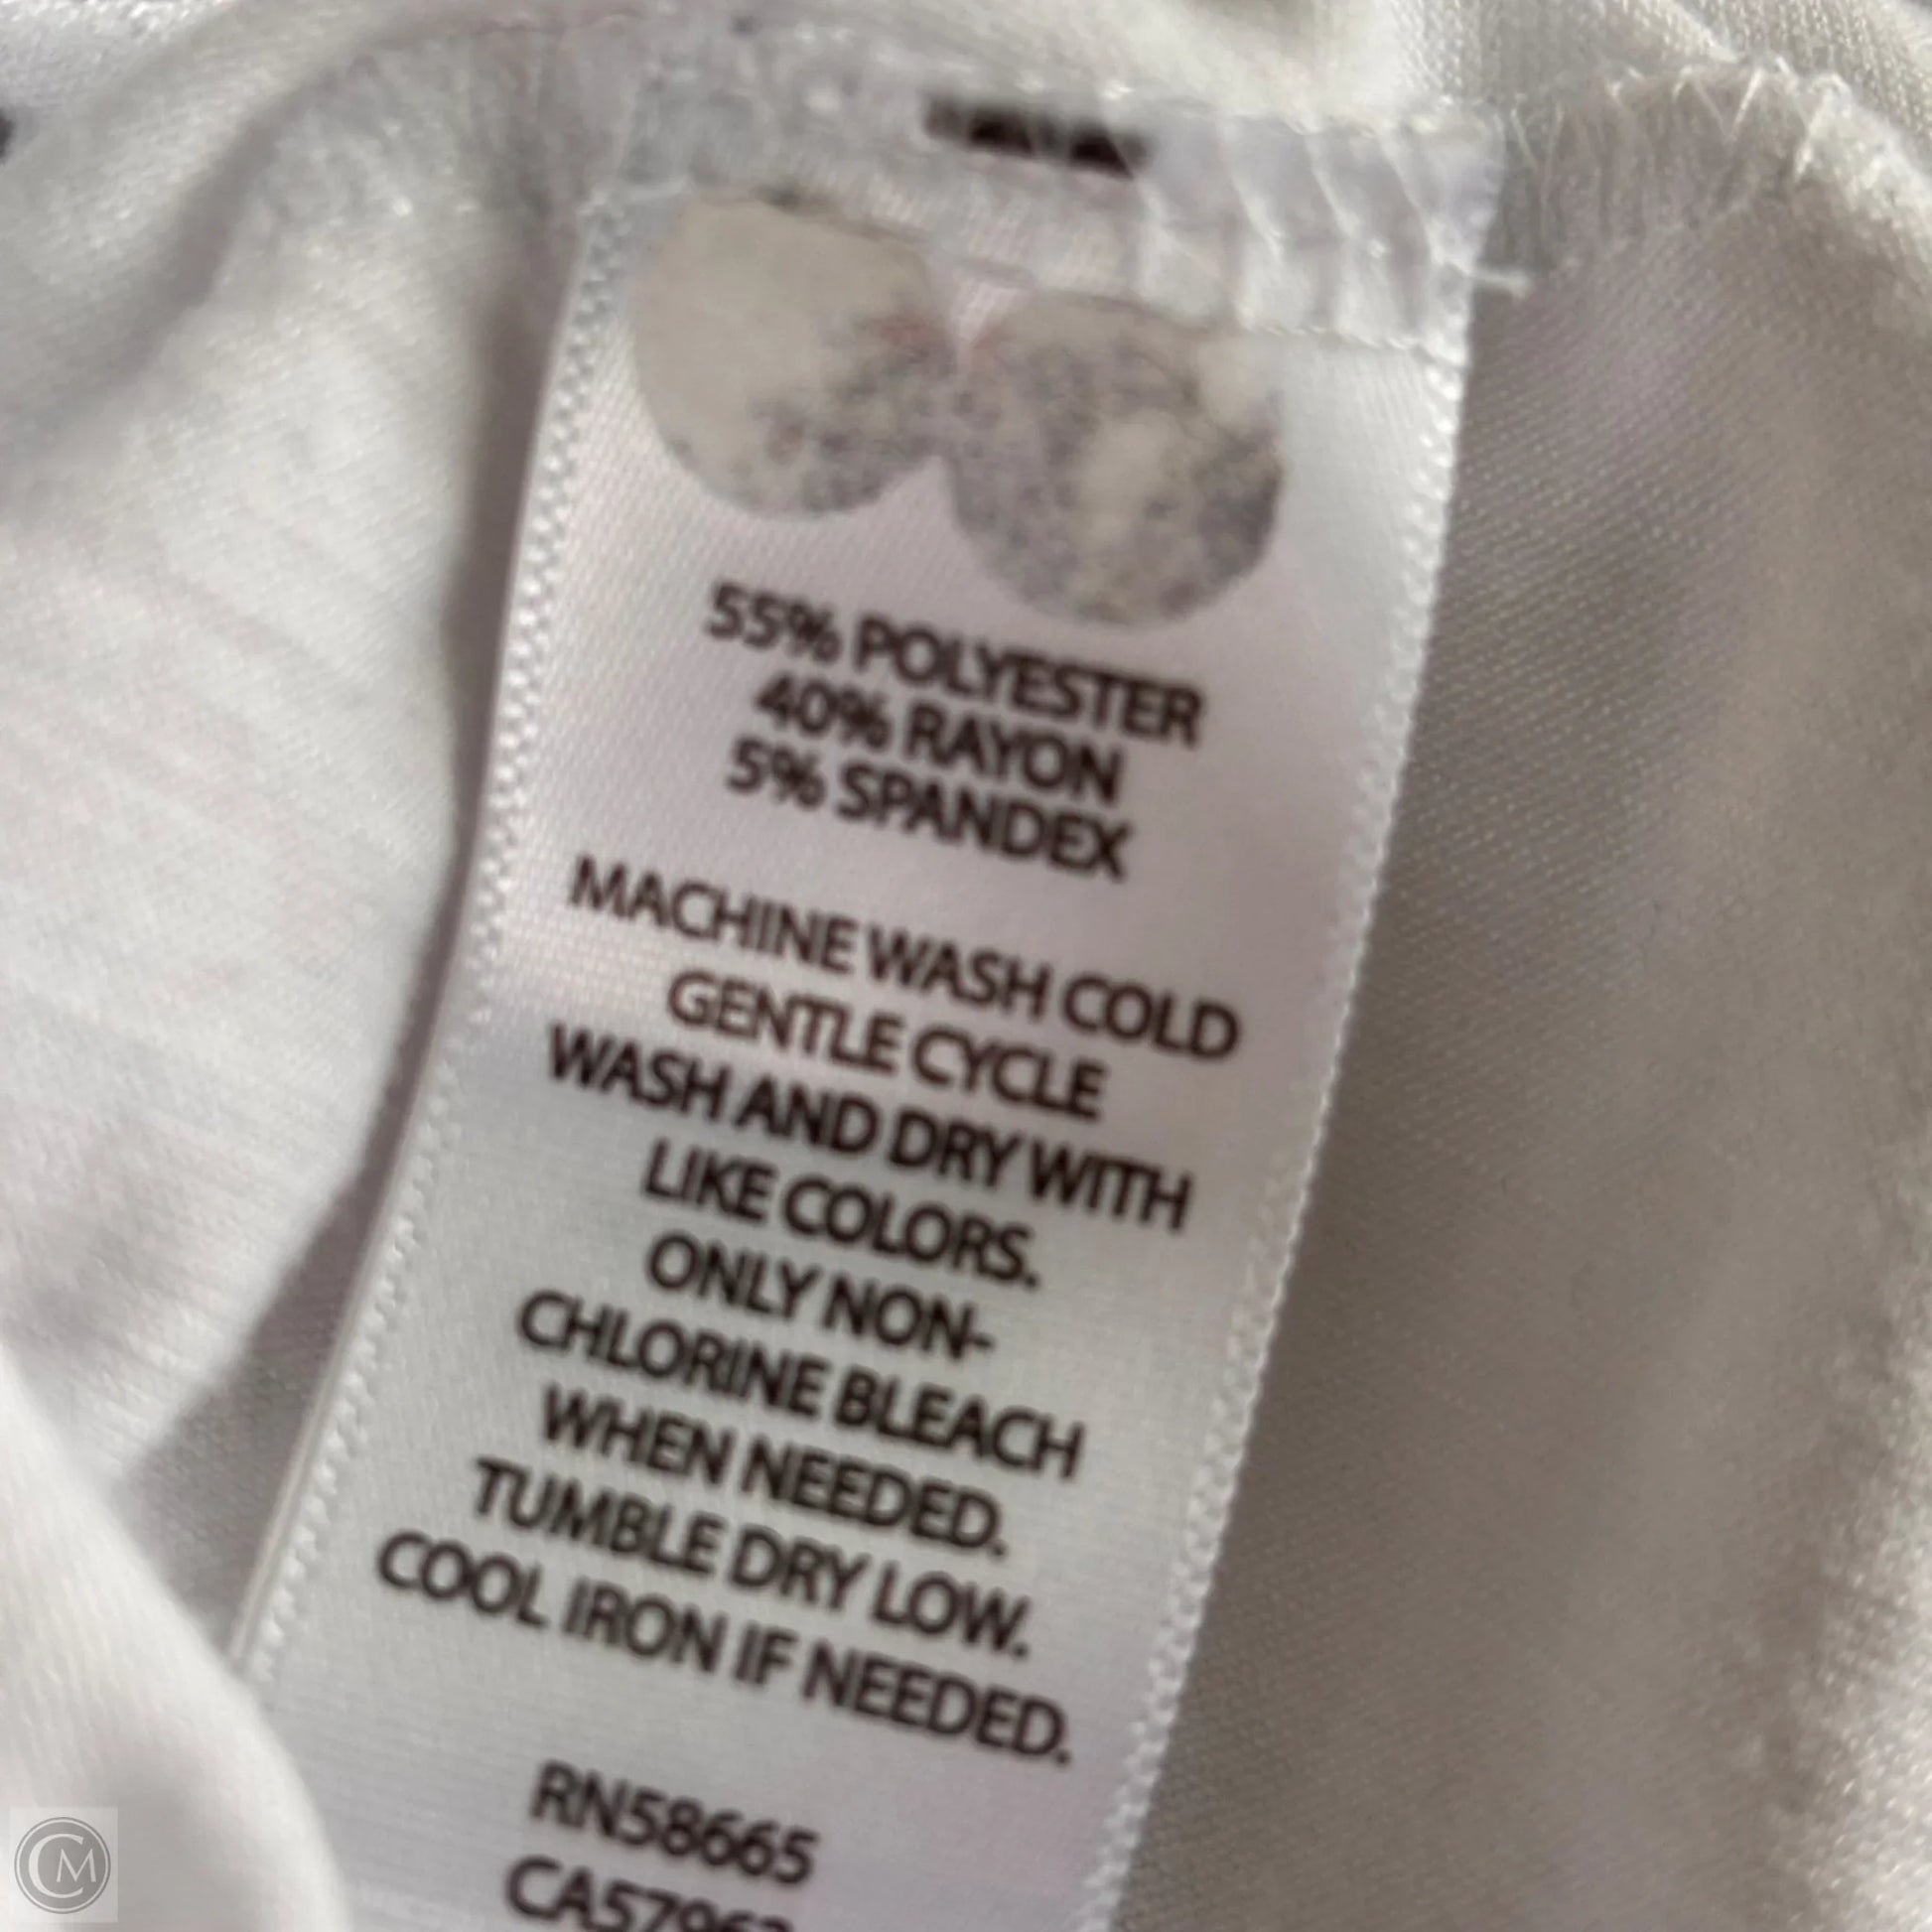 55% POLYESTER
40% RAYON
5% SPANDEX
MACHINE WASH COLD
GENTLE CYCLE
WASH AND DRY WITH
LIKE COLORS.
ONLY NON-
CHLORINE BLEACH
WHEN NEEDED.
TUMBLE DRY LOW.
COOL IRON IF NEEDED.
RN58665
CM